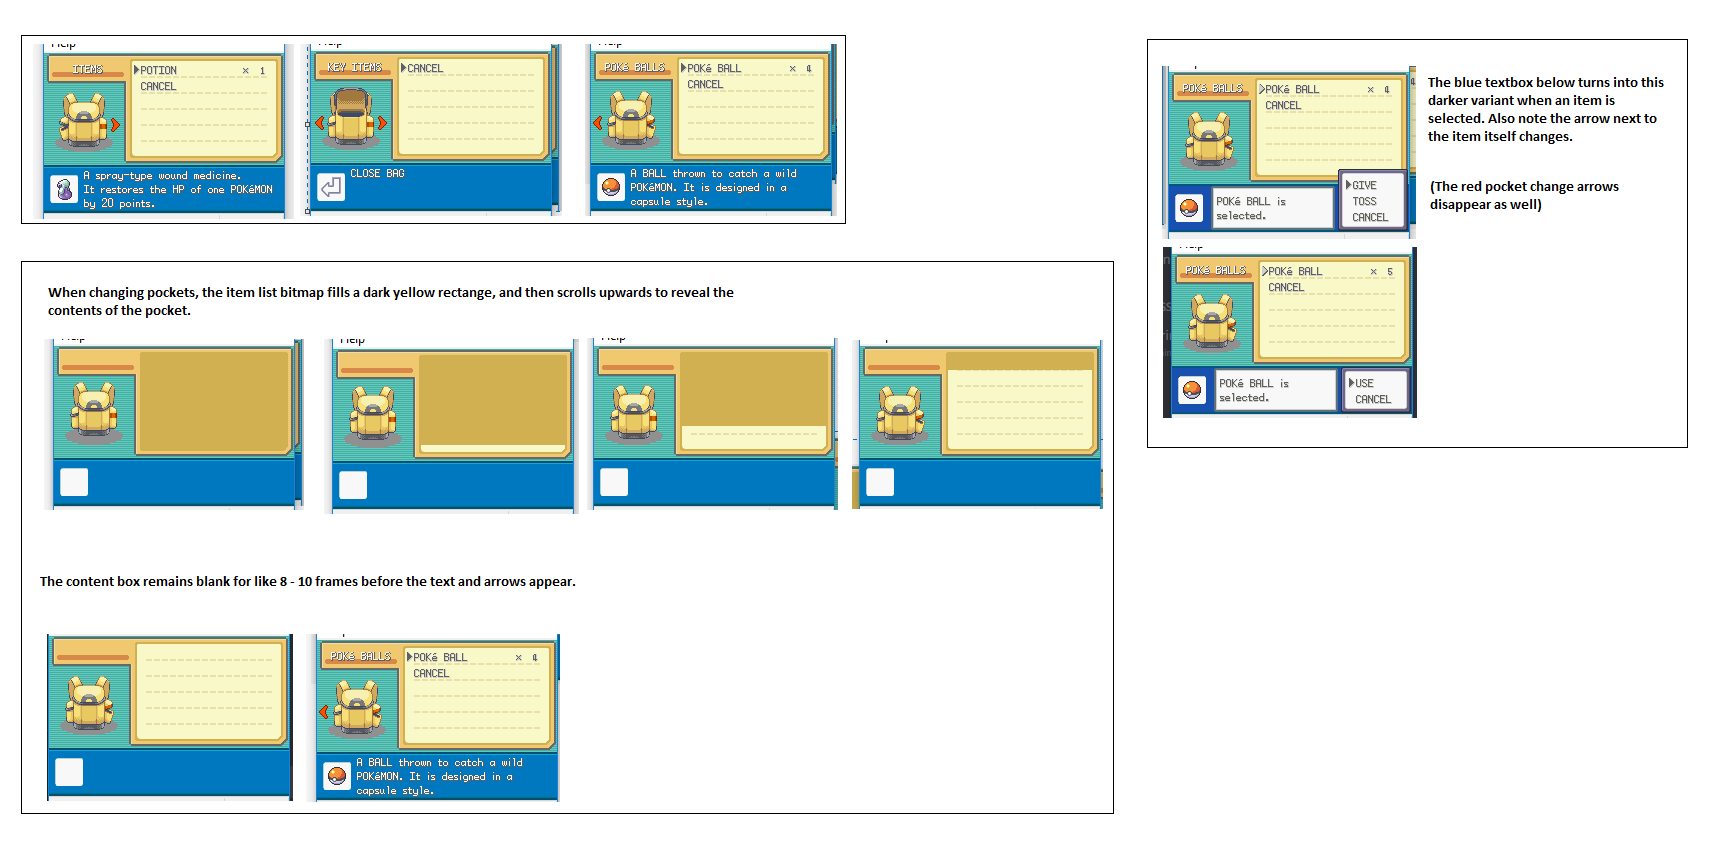 Help
ITEMS
▶POTION × 1
CANCEL
A spray-type wound medicine.
It restores the HP of one POKéMON
by 20 points.
Help
KEY ITEMS
▶CANCEL
CLOSE BAG
Help
POKé BALLS
▶POKé BALL × 4
CANCEL
A BALL thrown to catch a wild
POKéMON. It is designed in a
capsule style.
POKé BALLS
▷POKé BALL × 4
CANCEL
POKé BALL is
selected.
▶GIVE
TOSS
CANCEL
The blue textbox below turns into this
darker variant when an item is
selected. Also note the arrow next to
the item itself changes.
(The red pocket change arrows
disappear as well)
Help
POKé BALLS
▷POKé BALL × 5
CANCEL
POKé BALL is
selected.
▶USE
CANCEL
When changing pockets, the item list bitmap fills a dark yellow rectange, and then scrolls upwards to reveal the
contents of the pocket.
Help
Help
Help
The content box remains blank for like 8 - 10 frames before the text and arrows appear.
POKé BALLS
▶POKé BALL × 4
CANCEL
A BALL thrown to catch a wild
POKéMON. It is designed in a
capsule style.